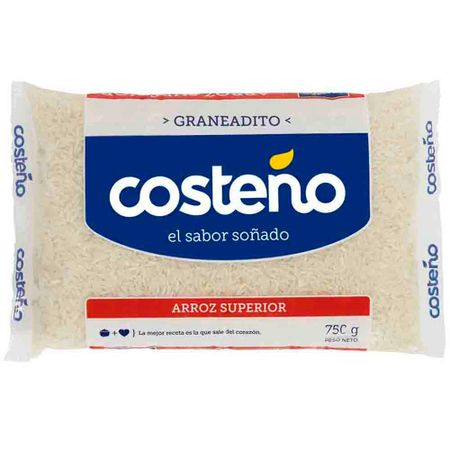 > GRANEADITO <
costeño
el sabor soñado
ARROZ SUPERIOR
+ ) La mejor receta es la que sale del corazón.
750 g
PESO NETO
costeño
costeño